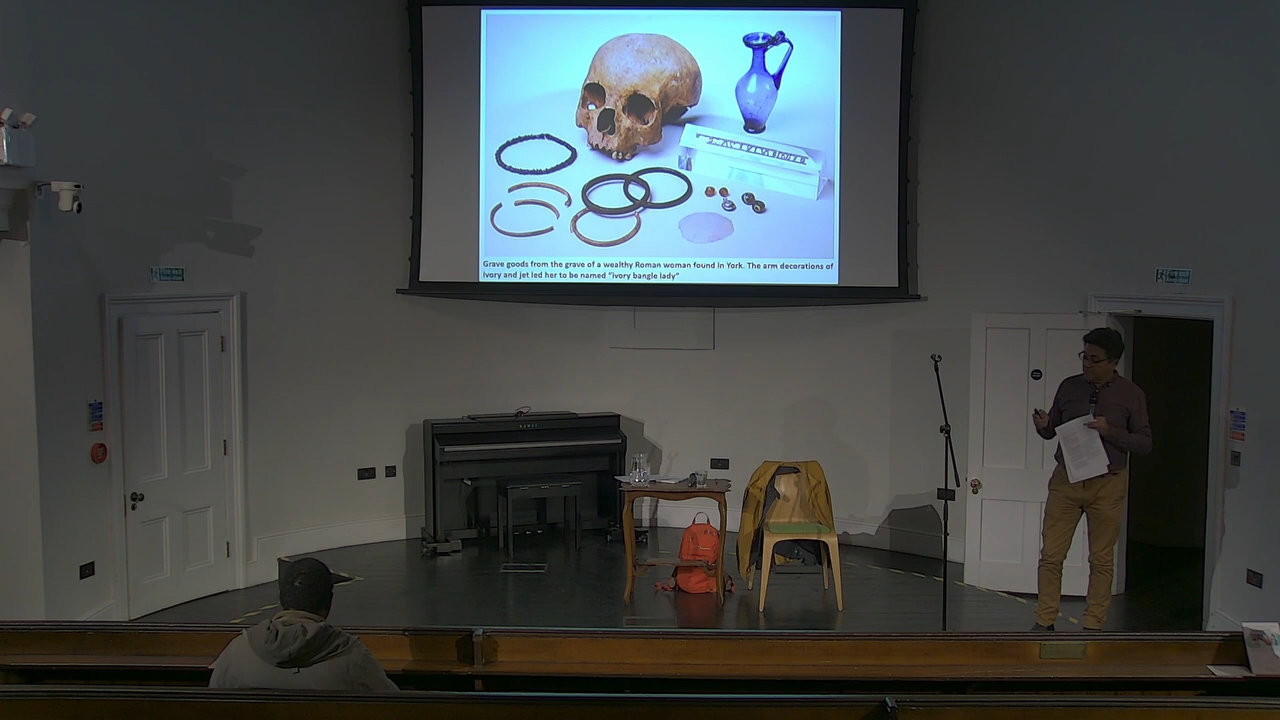 Grave goods from the grave of a wealthy Roman woman found in York. The arm decorations of
ivory and jet led her to be named "ivory bangle lady"
KAWAI